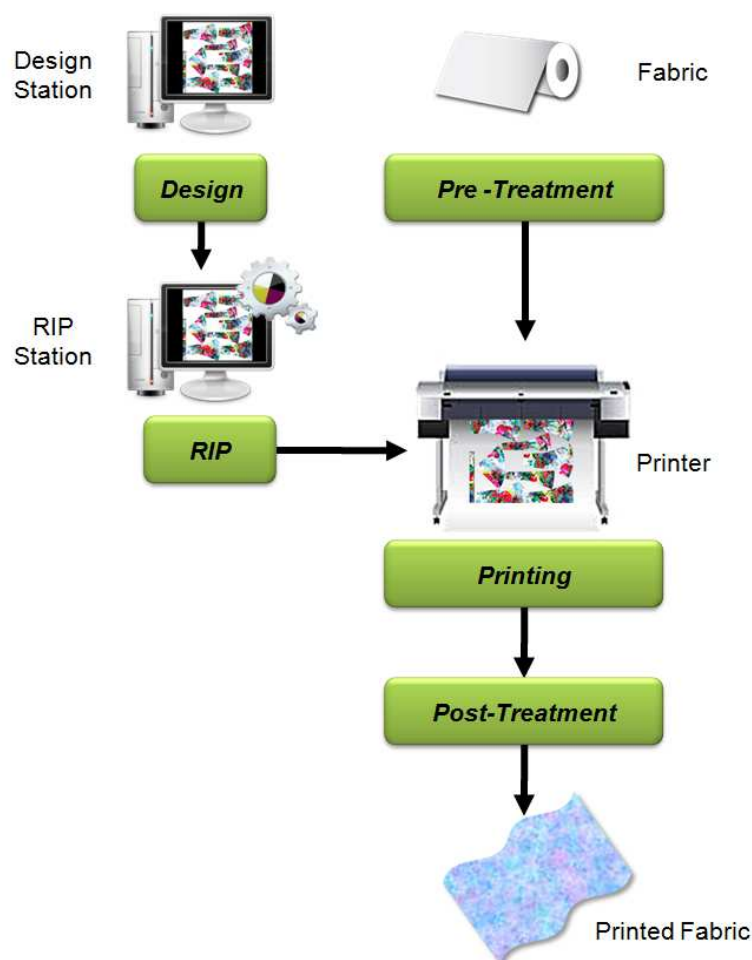 Design
Station
Fabric
Design
Pre -Treatment
RIP
Station
RIP
Printer
Printing
Post-Treatment
Printed Fabric